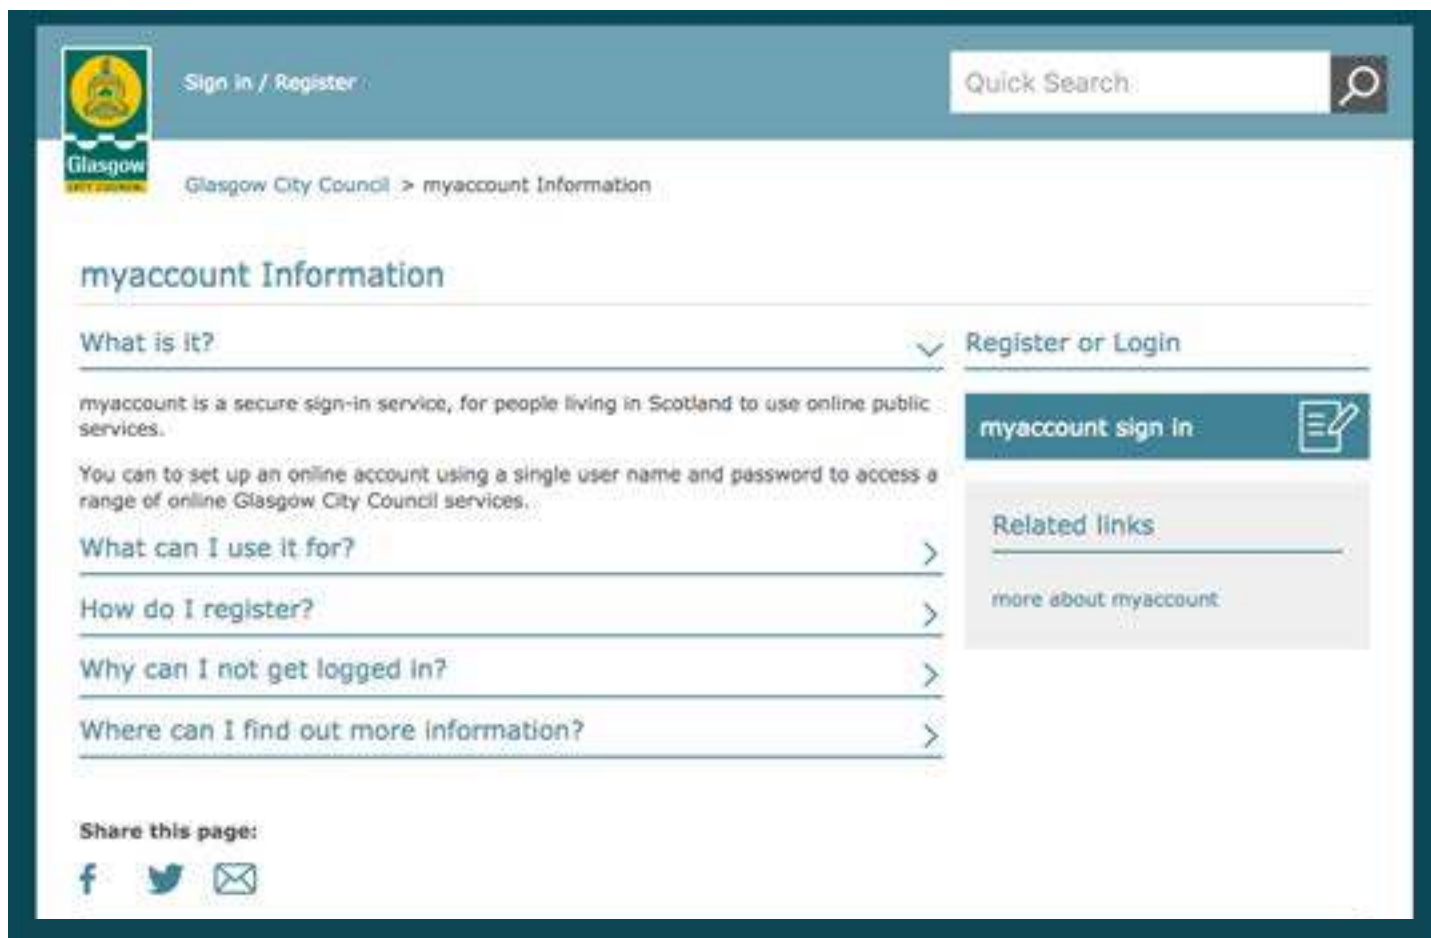 Sign in / Register
Quick Search
Glasgow
CITY COUNCIL
Glasgow City Council > myaccount Information
myaccount Information
What is it?
Register or Login
myaccount is a secure sign-in service, for people living in Scotland to use online public
services.
myaccount sign in
You can to set up an online account using a single user name and password to access a
range of online Glasgow City Council services.
Related links
What can I use it for?
more about myaccount
How do I register?
Why can I not get logged in?
Where can I find out more information?
Share this page: